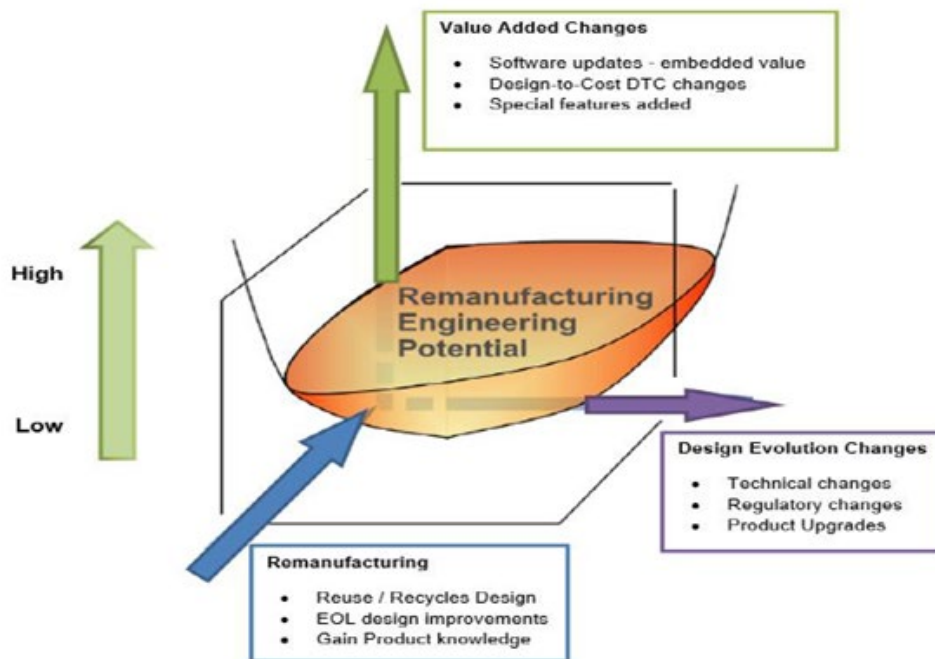 Value Added Changes
• Software updates - embedded value
• Design-to-Cost DTC changes
• Special features added
High
Low
Remanufacturing
Engineering
Potential
Design Evolution Changes
• Technical changes
• Regulatory changes
• Product Upgrades
Remanufacturing
• Reuse / Recycles Design
• EOL design improvements
• Gain Product knowledge